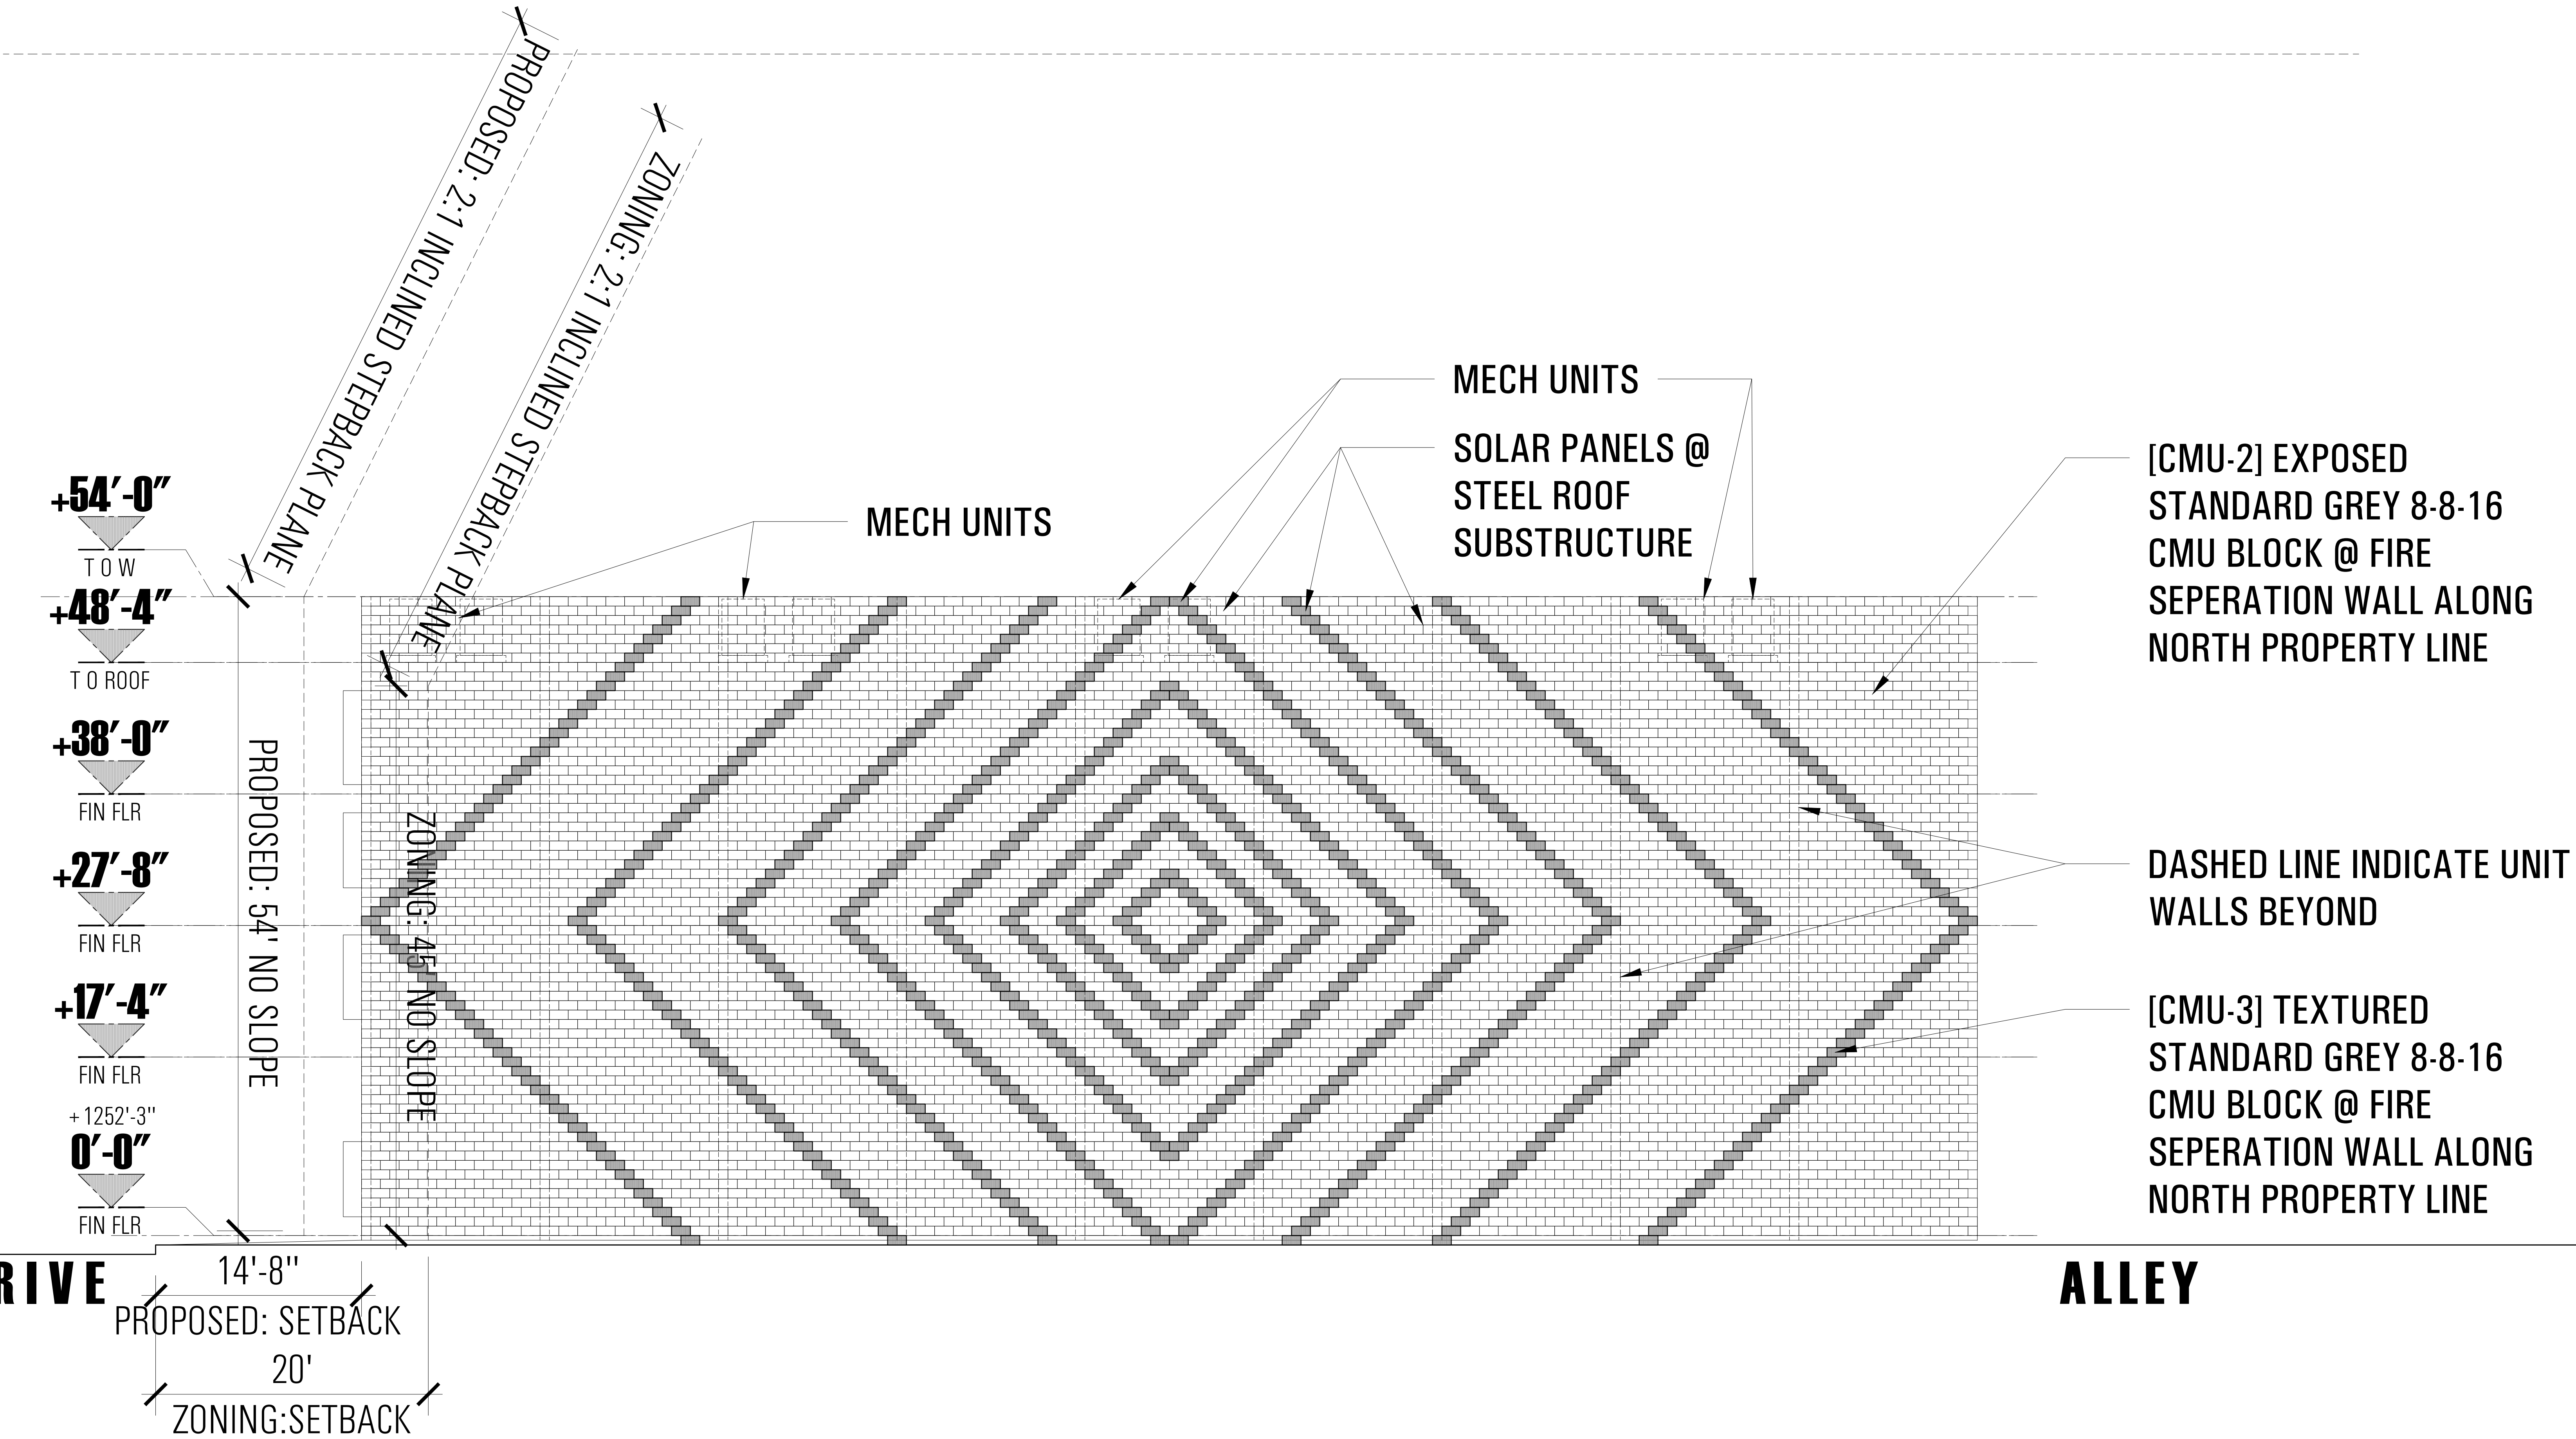 PROPOSED: 2:1 INCLINED STEPBACK PLANE
ZONING: 2:1 INCLINED STEPBACK PLANE
MECH UNITS
SOLAR PANELS @
STEEL ROOF
SUBSTRUCTURE
MECH UNITS
[CMU-2] EXPOSED
STANDARD GREY 8-8-16
CMU BLOCK @ FIRE
SEPERATION WALL ALONG
NORTH PROPERTY LINE
+54'-0"
T O W
+48'-4"
T O ROOF
+38'-0"
FIN FLR
+27'-8"
FIN FLR
+17'-4"
FIN FLR
+ 1252'-3"
0'-0"
FIN FLR
PROPOSED: 54' NO SLOPE
ZONING: 45' NO SLOPE
DASHED LINE INDICATE UNIT
WALLS BEYOND
[CMU-3] TEXTURED
STANDARD GREY 8-8-16
CMU BLOCK @ FIRE
SEPERATION WALL ALONG
NORTH PROPERTY LINE
RIVE
ALLEY
14'-8"
PROPOSED: SETBACK
20'
ZONING:SETBACK